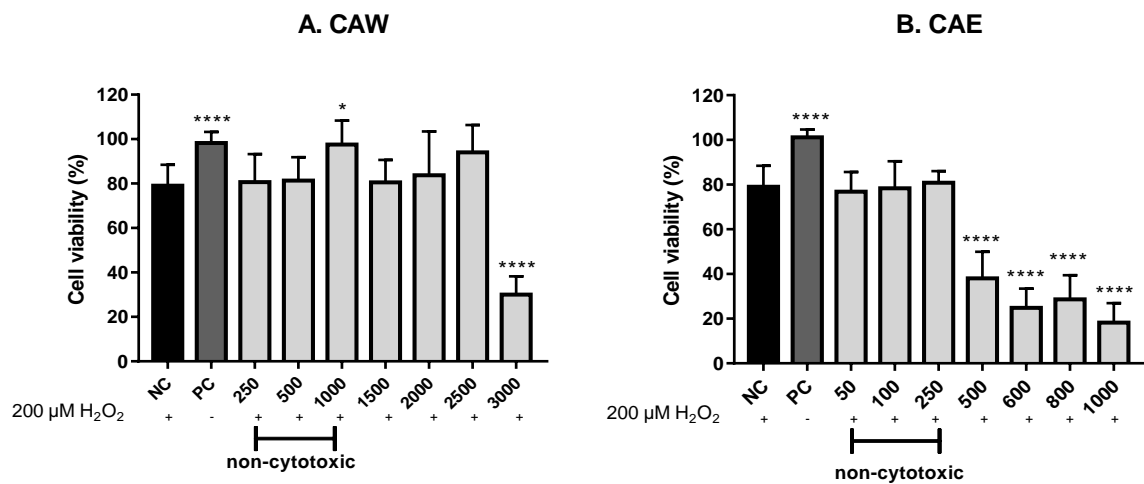 A. CAW
120
100
80
60
40
20
0
Cell viability (%)
****
*
****
NC PC 250 500 1000 1500 2000 2500 3000
200 µM H₂O₂ + - + + + + + + +
non-cytotoxic
B. CAE
120
100
80
60
40
20
0
Cell viability (%)
****
****
****
****
****
NC PC 50 100 250 500 600 800 1000
200 µM H₂O₂ + - + + + + + + +
non-cytotoxic